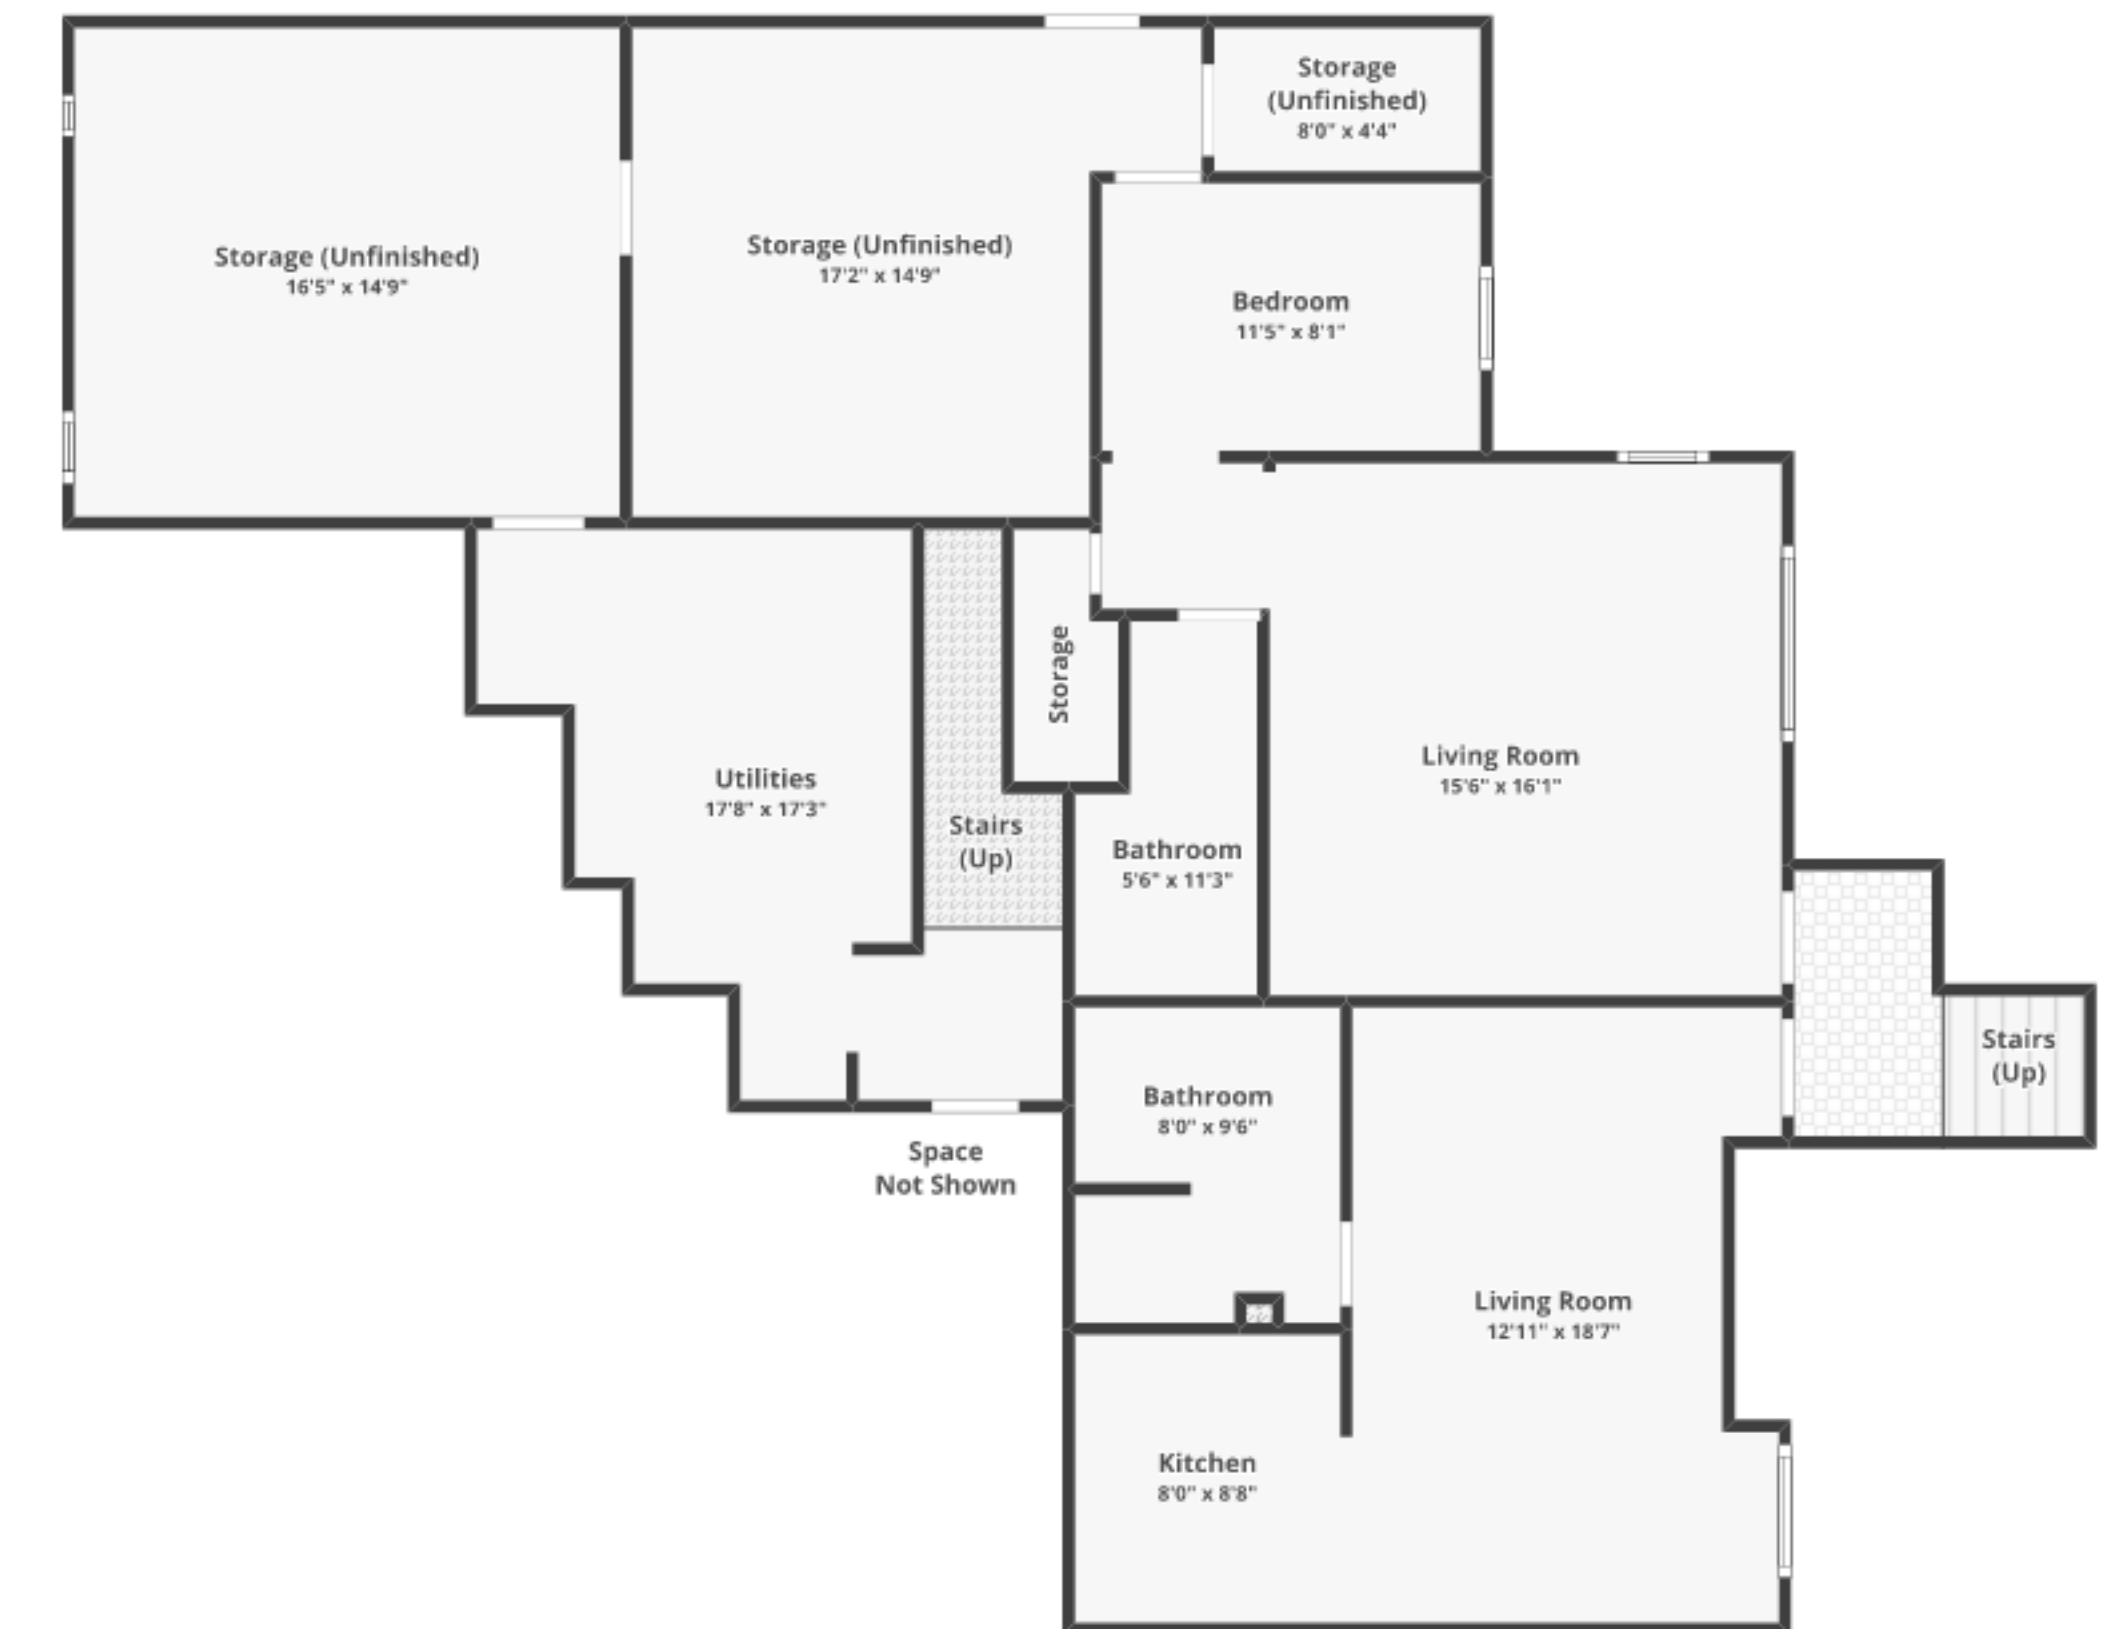 Storage
(Unfinished)
8'0" x 4'4"
Storage (Unfinished)
16'5" x 14'9"
Storage (Unfinished)
17'2" x 14'9"
Bedroom
11'5" x 8'1"
Storage
Utilities
17'8" x 17'3"
Stairs
(Up)
Bathroom
5'6" x 11'3"
Living Room
15'6" x 16'1"
Stairs
(Up)
Bathroom
8'0" x 9'6"
Space
Not Shown
Living Room
12'11" x 18'7"
Kitchen
8'0" x 8'8"